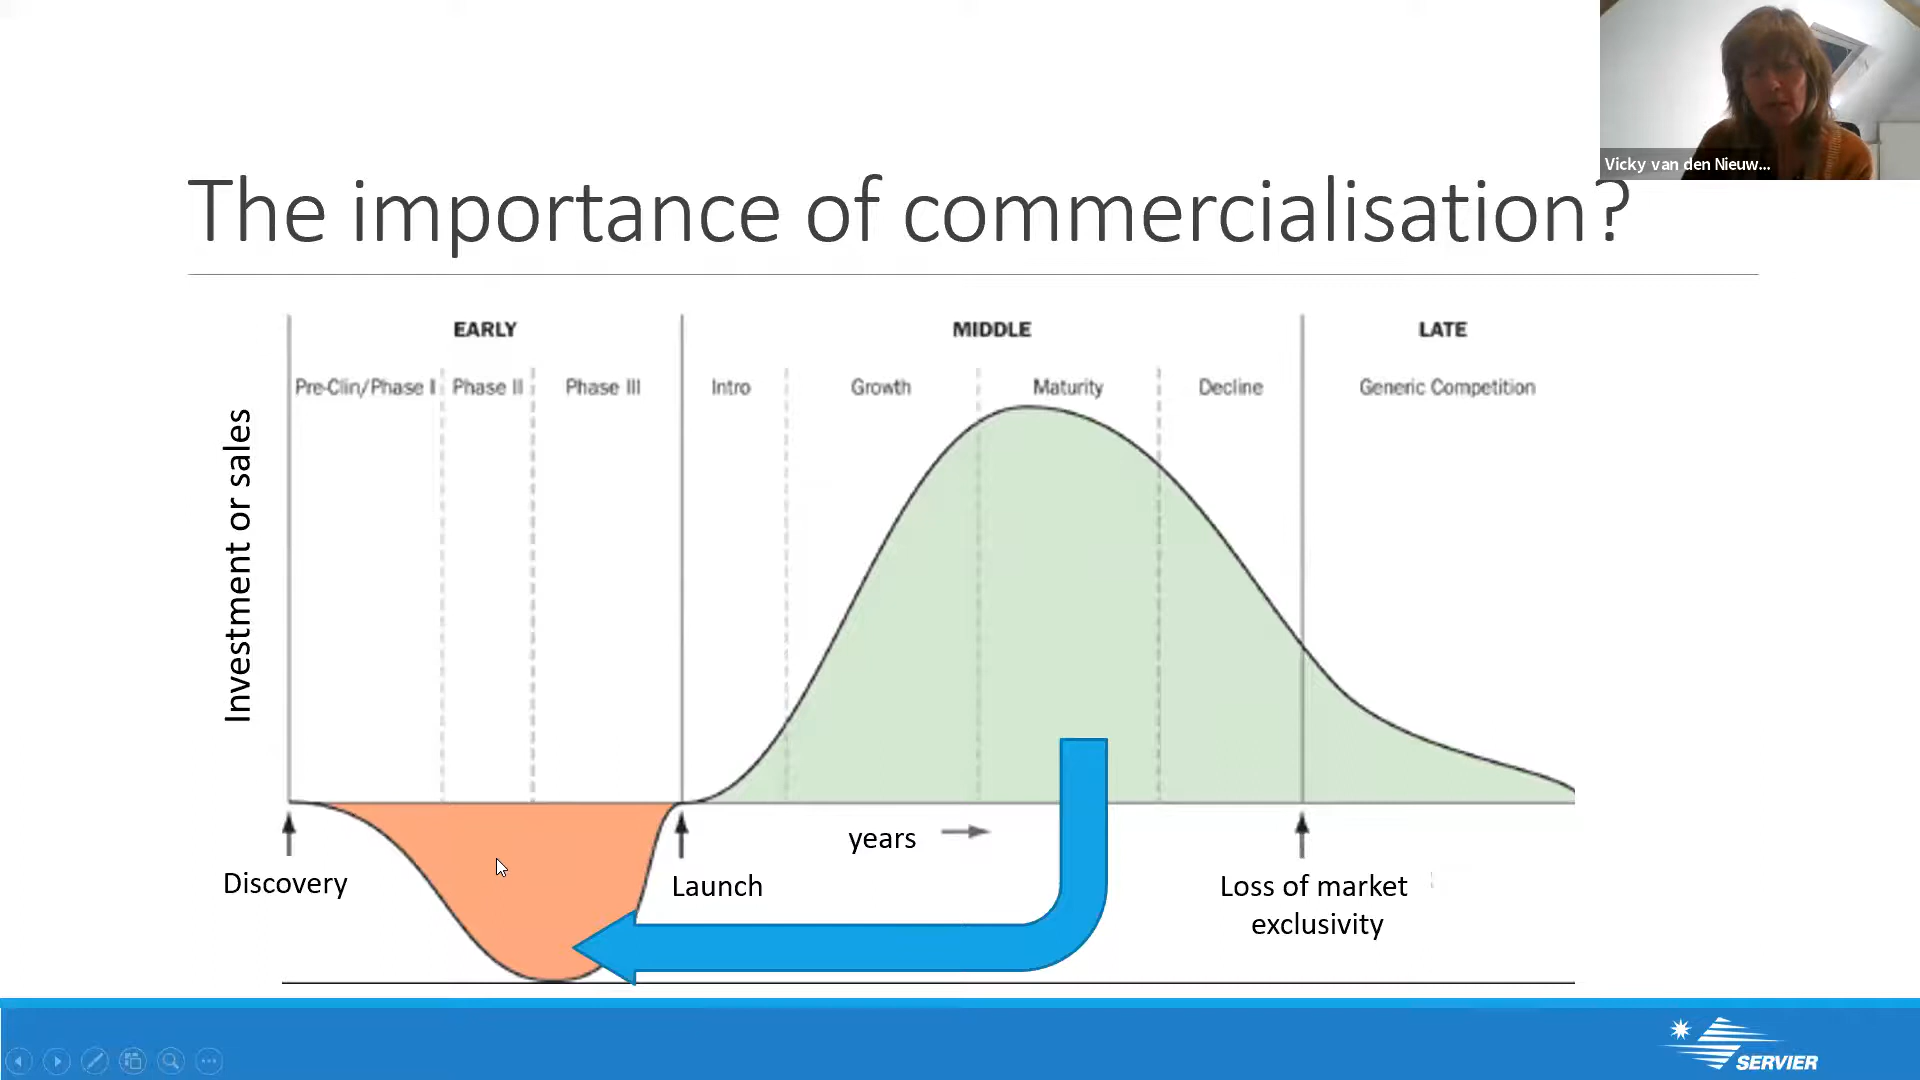 Vicky van den Nieuw...
The importance of commercialisation?
EARLY
MIDDLE
LATE
Pre-Clin/Phase I
Phase II
Phase III
Intro
Growth
Maturity
Decline
Generic Competition
Investment or sales
years
Discovery
Launch
Loss of market
exclusivity
SERVIER